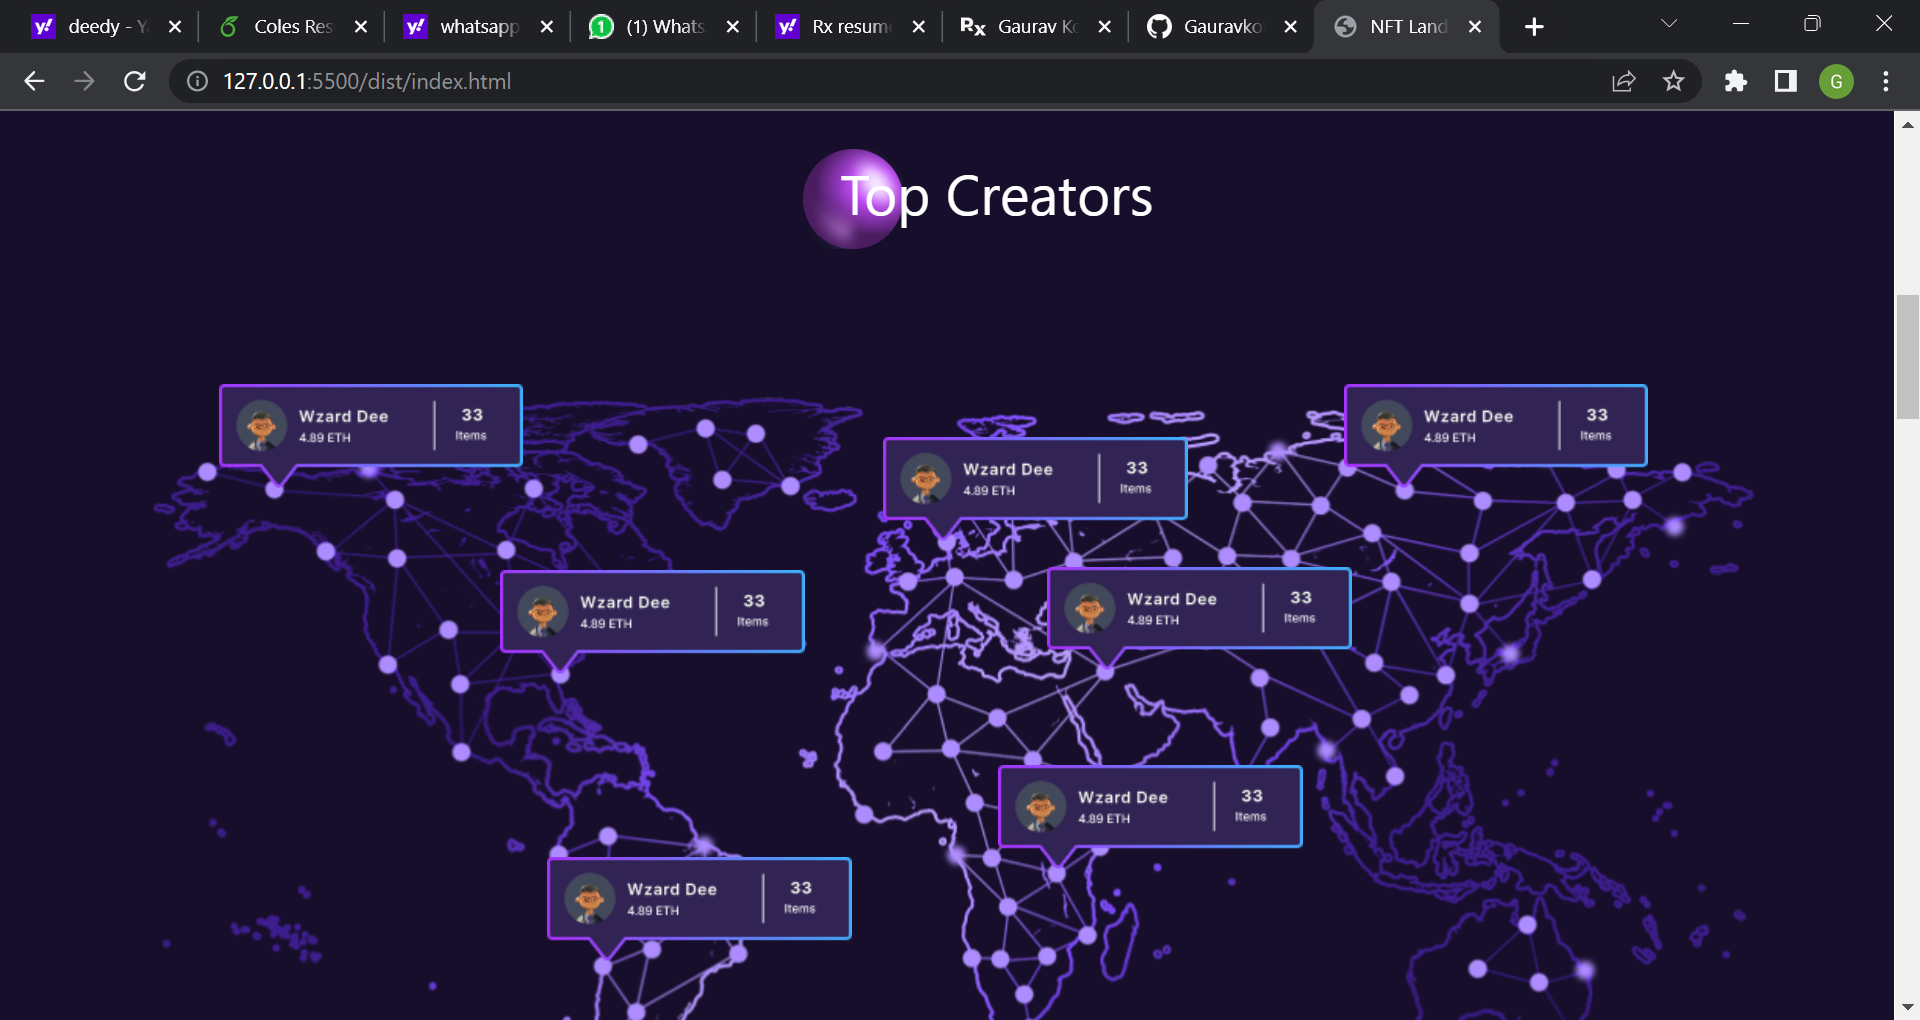 deedy - Y
Coles Res
whatsapp
(1) Whats
Rx resum
Rx Gaurav Ko
Gauravko
NFT Land
127.0.0.1:5500/dist/index.html
G
Top Creators
Wzard Dee
4.89 ETH
33
Items
Wzard Dee
4.89 ETH
33
Items
Wzard Dee
4.89 ETH
33
Items
Wzard Dee
4.89 ETH
33
Items
Wzard Dee
4.89 ETH
33
Items
Wzard Dee
4.89 ETH
33
Items
Wzard Dee
4.89 ETH
33
Items